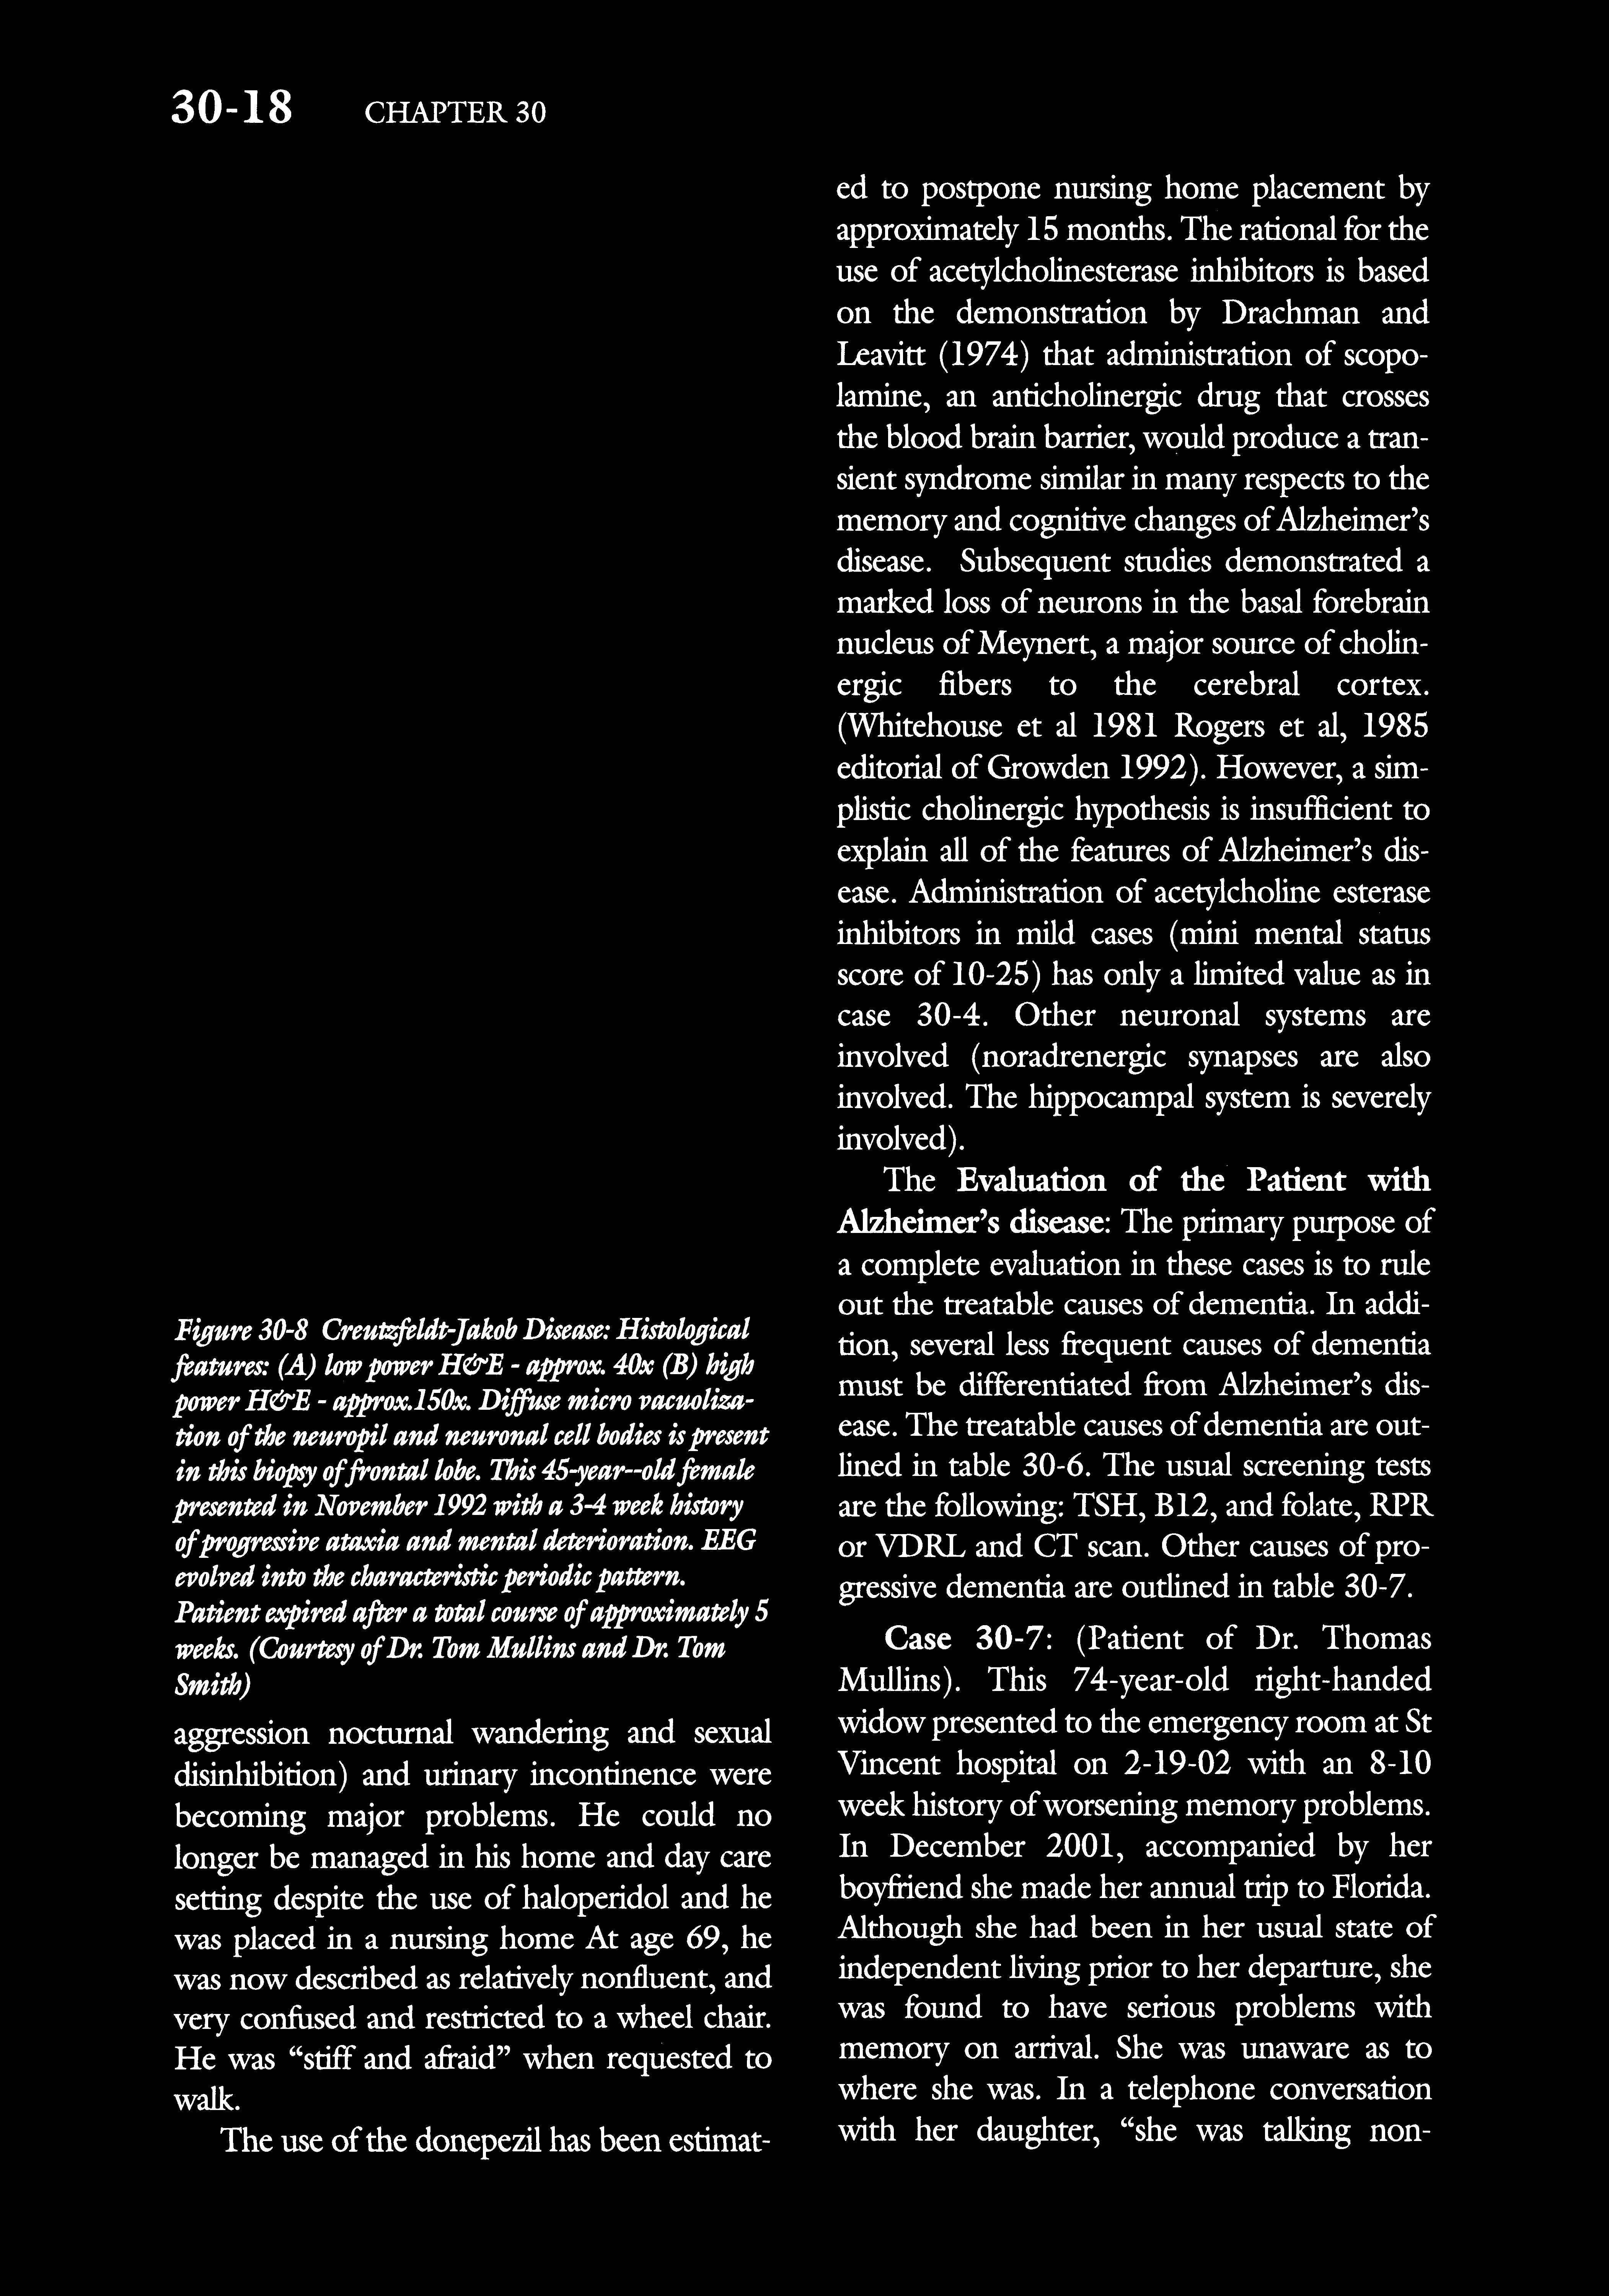 30-18 CHAPTER 30
Figure 30-8 Creutzfeldt-Jakob Disease: Histological
features: (A) low power H&E - approx. 40x (B) high
power H&E - approx.150x. Diffuse micro vacuoliza-
tion of the neuropil and neuronal cell bodies is present
in this biopsy of frontal lobe. This 45-year--old female
presented in November 1992 with a 3-4 week history
of progressive ataxia and mental deterioration. EEG
evolved into the characteristic periodic pattern.
Patient expired after a total course of approximately 5
weeks. (Courtesy of Dr. Tom Mullins and Dr. Tom
Smith)
aggression nocturnal wandering and sexual
disinhibition) and urinary incontinence were
becoming major problems. He could no
longer be managed in his home and day care
setting despite the use of haloperidol and he
was placed in a nursing home At age 69, he
was now described as relatively nonfluent, and
very confused and restricted to a wheel chair.
He was “stiff and afraid” when requested to
walk.
The use of the donepezil has been estimat-
ed to postpone nursing home placement by
approximately 15 months. The rational for the
use of acetylcholinesterase inhibitors is based
on the demonstration by Drachman and
Leavitt (1974) that administration of scopo-
lamine, an anticholinergic drug that crosses
the blood brain barrier, would produce a tran-
sient syndrome similar in many respects to the
memory and cognitive changes of Alzheimer’s
disease. Subsequent studies demonstrated a
marked loss of neurons in the basal forebrain
nucleus of Meynert, a major source of cholin-
ergic fibers to the cerebral cortex.
(Whitehouse et al 1981 Rogers et al, 1985
editorial of Growden 1992). However, a sim-
plistic cholinergic hypothesis is insufficient to
explain all of the features of Alzheimer’s dis-
ease. Administration of acetylcholine esterase
inhibitors in mild cases (mini mental status
score of 10-25) has only a limited value as in
case 30-4. Other neuronal systems are
involved (noradrenergic synapses are also
involved. The hippocampal system is severely
involved).
The Evaluation of the Patient with
Alzheimer’s disease: The primary purpose of
a complete evaluation in these cases is to rule
out the treatable causes of dementia. In addi-
tion, several less frequent causes of dementia
must be differentiated from Alzheimer’s dis-
ease. The treatable causes of dementia are out-
lined in table 30-6. The usual screening tests
are the following: TSH, B12, and folate, RPR
or VDRL and CT scan. Other causes of pro-
gressive dementia are outlined in table 30-7.
Case 30-7: (Patient of Dr. Thomas
Mullins). This 74-year-old right-handed
widow presented to the emergency room at St
Vincent hospital on 2-19-02 with an 8-10
week history of worsening memory problems.
In December 2001, accompanied by her
boyfriend she made her annual trip to Florida.
Although she had been in her usual state of
independent living prior to her departure, she
was found to have serious problems with
memory on arrival. She was unaware as to
where she was. In a telephone conversation
with her daughter, “she was talking non-